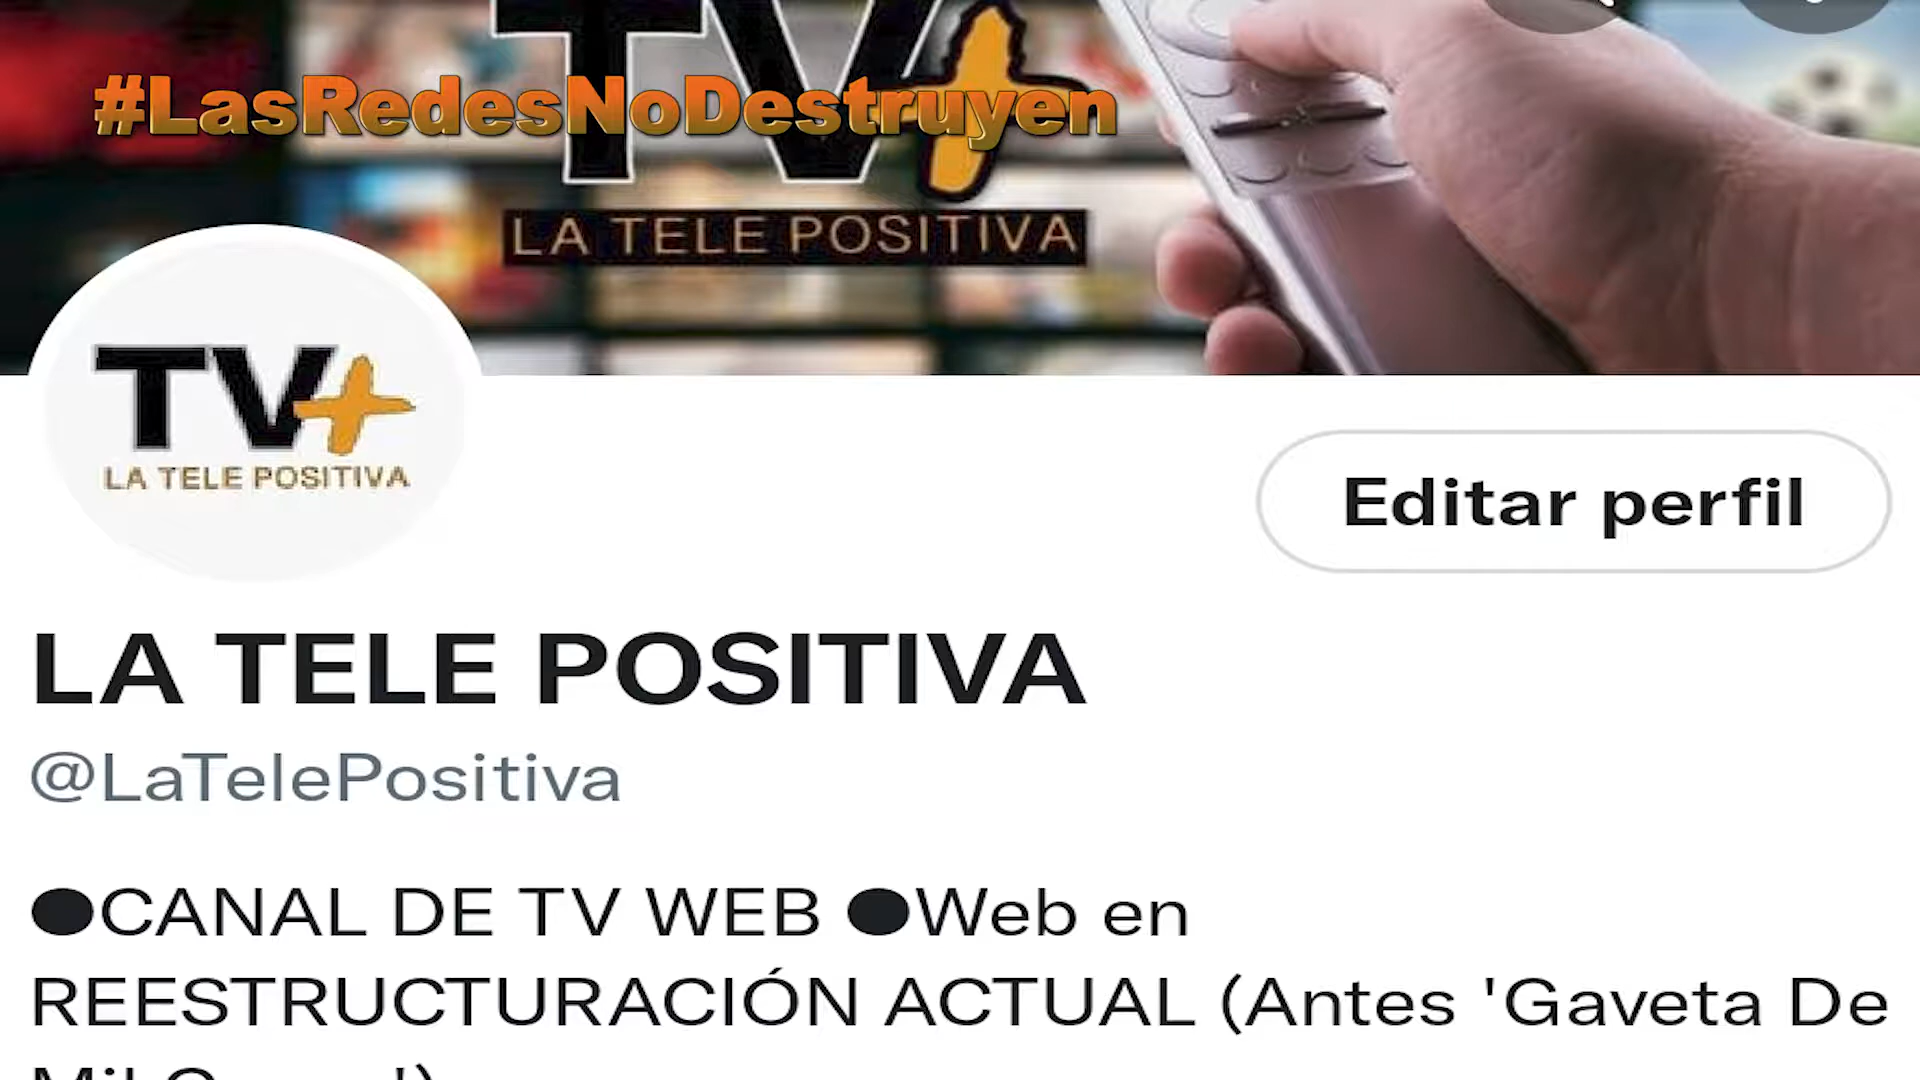 TV+
#LasRedesNoDestruyen
LA TELE POSITIVA
TV+
LA TELE POSITIVA
Editar perfil
LA TELE POSITIVA
@LaTelePositiva
●CANAL DE TV WEB ●Web en
REESTRUCTURACIÓN ACTUAL (Antes 'Gaveta De